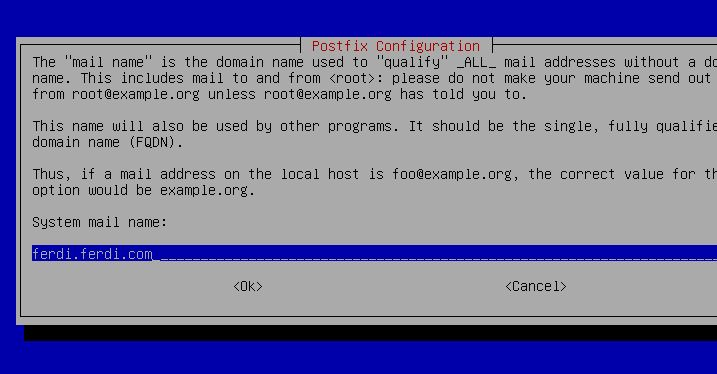 Postfix Configuration
The "mail name" is the domain name used to "qualify" _ALL_ mail addresses without a do
name. This includes mail to and from <root>: please do not make your machine send out
from root@example.org unless root@example.org has told you to.
This name will also be used by other programs. It should be the single, fully qualifie
domain name (FQDN).
Thus, if a mail address on the local host is foo@example.org, the correct value for th
option would be example.org.
System mail name:
ferdi.ferdi.com
<Ok> <Cancel>